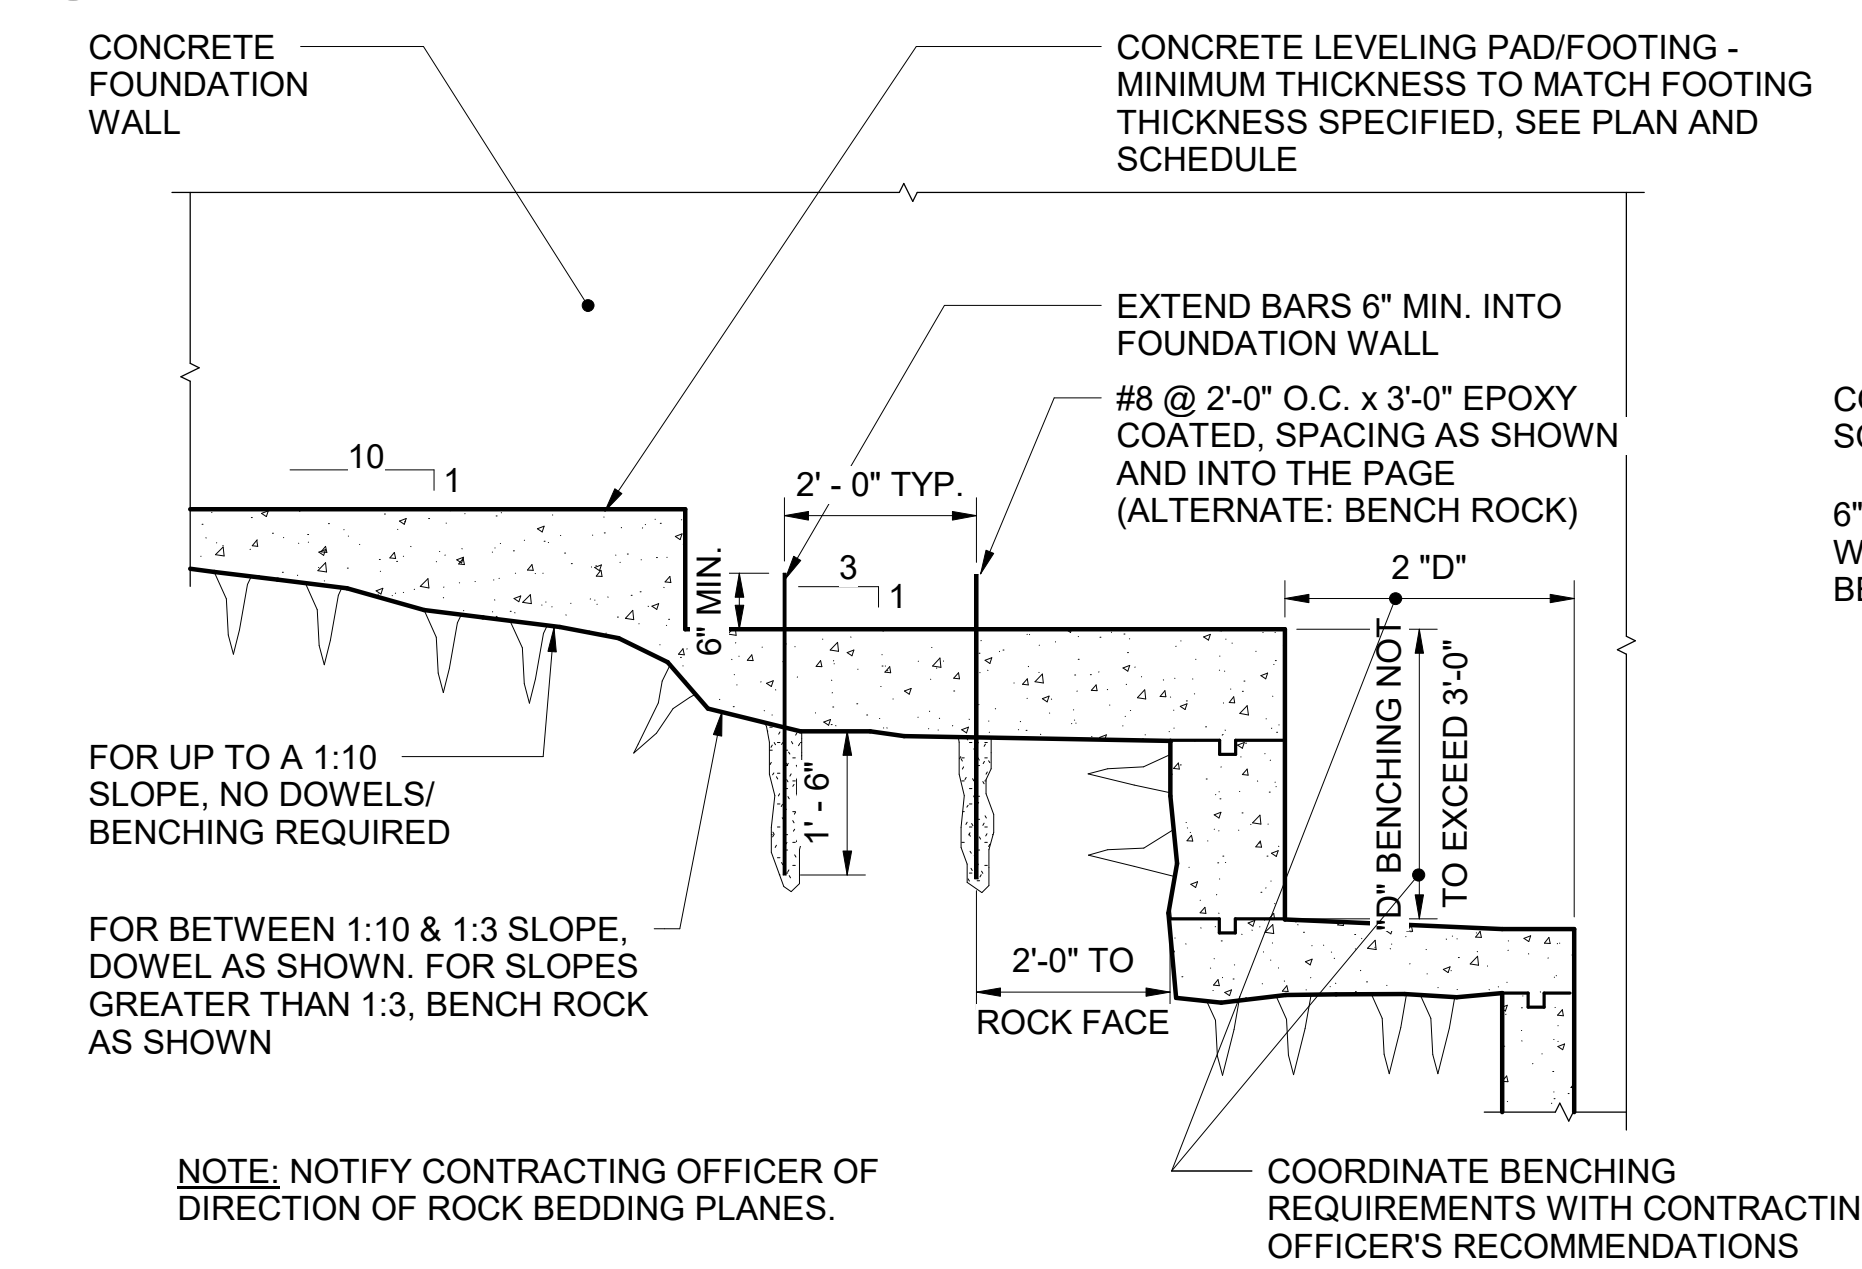 CONCRETE
FOUNDATION
WALL
CONCRETE LEVELING PAD/FOOTING -
MINIMUM THICKNESS TO MATCH FOOTING
THICKNESS SPECIFIED, SEE PLAN AND
SCHEDULE
EXTEND BARS 6" MIN. INTO
FOUNDATION WALL
#8 @ 2'-0" O.C. x 3'-0" EPOXY
COATED, SPACING AS SHOWN
AND INTO THE PAGE
(ALTERNATE: BENCH ROCK)
10
1
2' - 0" TYP.
6" MIN.
3
1
2 "D"
"D" BENCHING NOT
TO EXCEED 3'-0"
1' - 6"
2'-0" TO
ROCK FACE
FOR UP TO A 1:10
SLOPE, NO DOWELS/
BENCHING REQUIRED
FOR BETWEEN 1:10 & 1:3 SLOPE,
DOWEL AS SHOWN. FOR SLOPES
GREATER THAN 1:3, BENCH ROCK
AS SHOWN
NOTE: NOTIFY CONTRACTING OFFICER OF
DIRECTION OF ROCK BEDDING PLANES.
COORDINATE BENCHING
REQUIREMENTS WITH CONTRACTIN
OFFICER'S RECOMMENDATIONS
6"